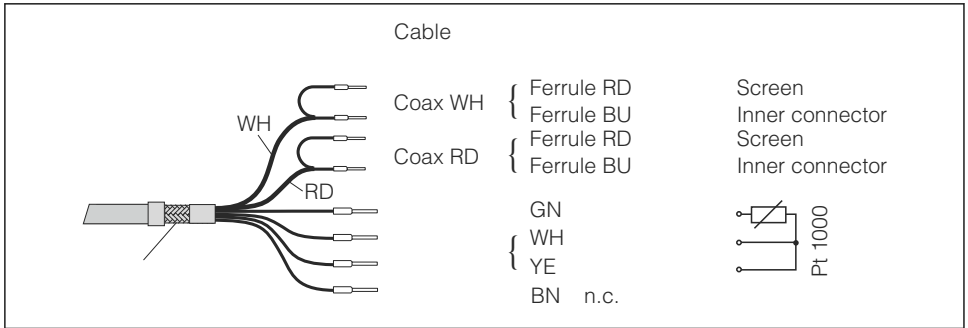 Cable
Coax WH { Ferrule RD Screen
Ferrule BU Inner connector
Coax RD { Ferrule RD Screen
Ferrule BU Inner connector
WH
RD
GN
{ WH
YE
BN n.c.
Pt 1000